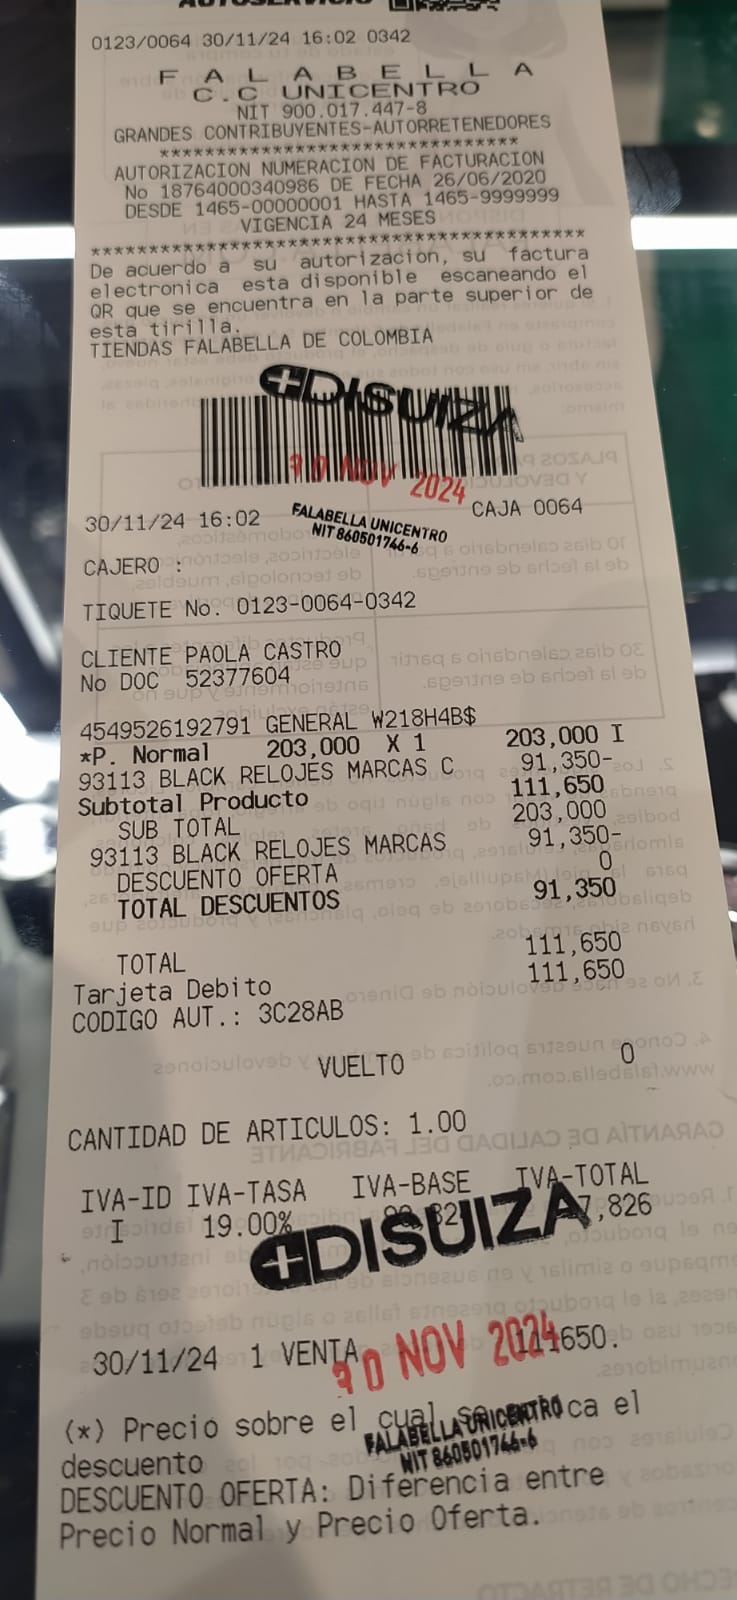 0123/0064 30/11/24 16:02 0342
F A L A B E L L A
C.C UNICENTRO
NIT 900.017.447-8
GRANDES CONTRIBUYENTES-AUTORRETENEDORES
********************************
AUTORIZACION NUMERACION DE FACTURACION
No 18764000340986 DE FECHA 26/06/2020
DESDE 1465-00000001 HASTA 1465-9999999
VIGENCIA 24 MESES
********************************************
De acuerdo a su autorizacion, su factura
electronica esta disponible escaneando el
QR que se encuentra en la parte superior de
esta tirilla.
TIENDAS FALABELLA DE COLOMBIA
DISUIZA
30 NOV 2024
FALABELLA UNICENTRO
NIT 860501766-6
30/11/24 16:02 CAJA 0064
CAJERO :
TIQUETE No. 0123-0064-0342
CLIENTE PAOLA CASTRO
No DOC 52377604
4549526192791 GENERAL W218H4B$
*P. Normal 203,000 X 1 203,000 I
93113 BLACK RELOJES MARCAS C 91,350-
Subtotal Producto 111,650
SUB TOTAL 203,000
93113 BLACK RELOJES MARCAS 91,350-
DESCUENTO OFERTA 0
TOTAL DESCUENTOS 91,350
TOTAL 111,650
Tarjeta Debito 111,650
CODIGO AUT.: 3C28AB
VUELTO 0
CANTIDAD DE ARTICULOS: 1.00
IVA-ID IVA-TASA IVA-BASE IVA-TOTAL
I 19.00%
DISUIZA
30/11/24 1 VENTA 111650.
30 NOV 2024
(*) Precio sobre el cual el
FALABELLA UNICENTRO
NIT 860501766-6
descuento
DESCUENTO OFERTA: Diferencia entre
Precio Normal y Precio Oferta.